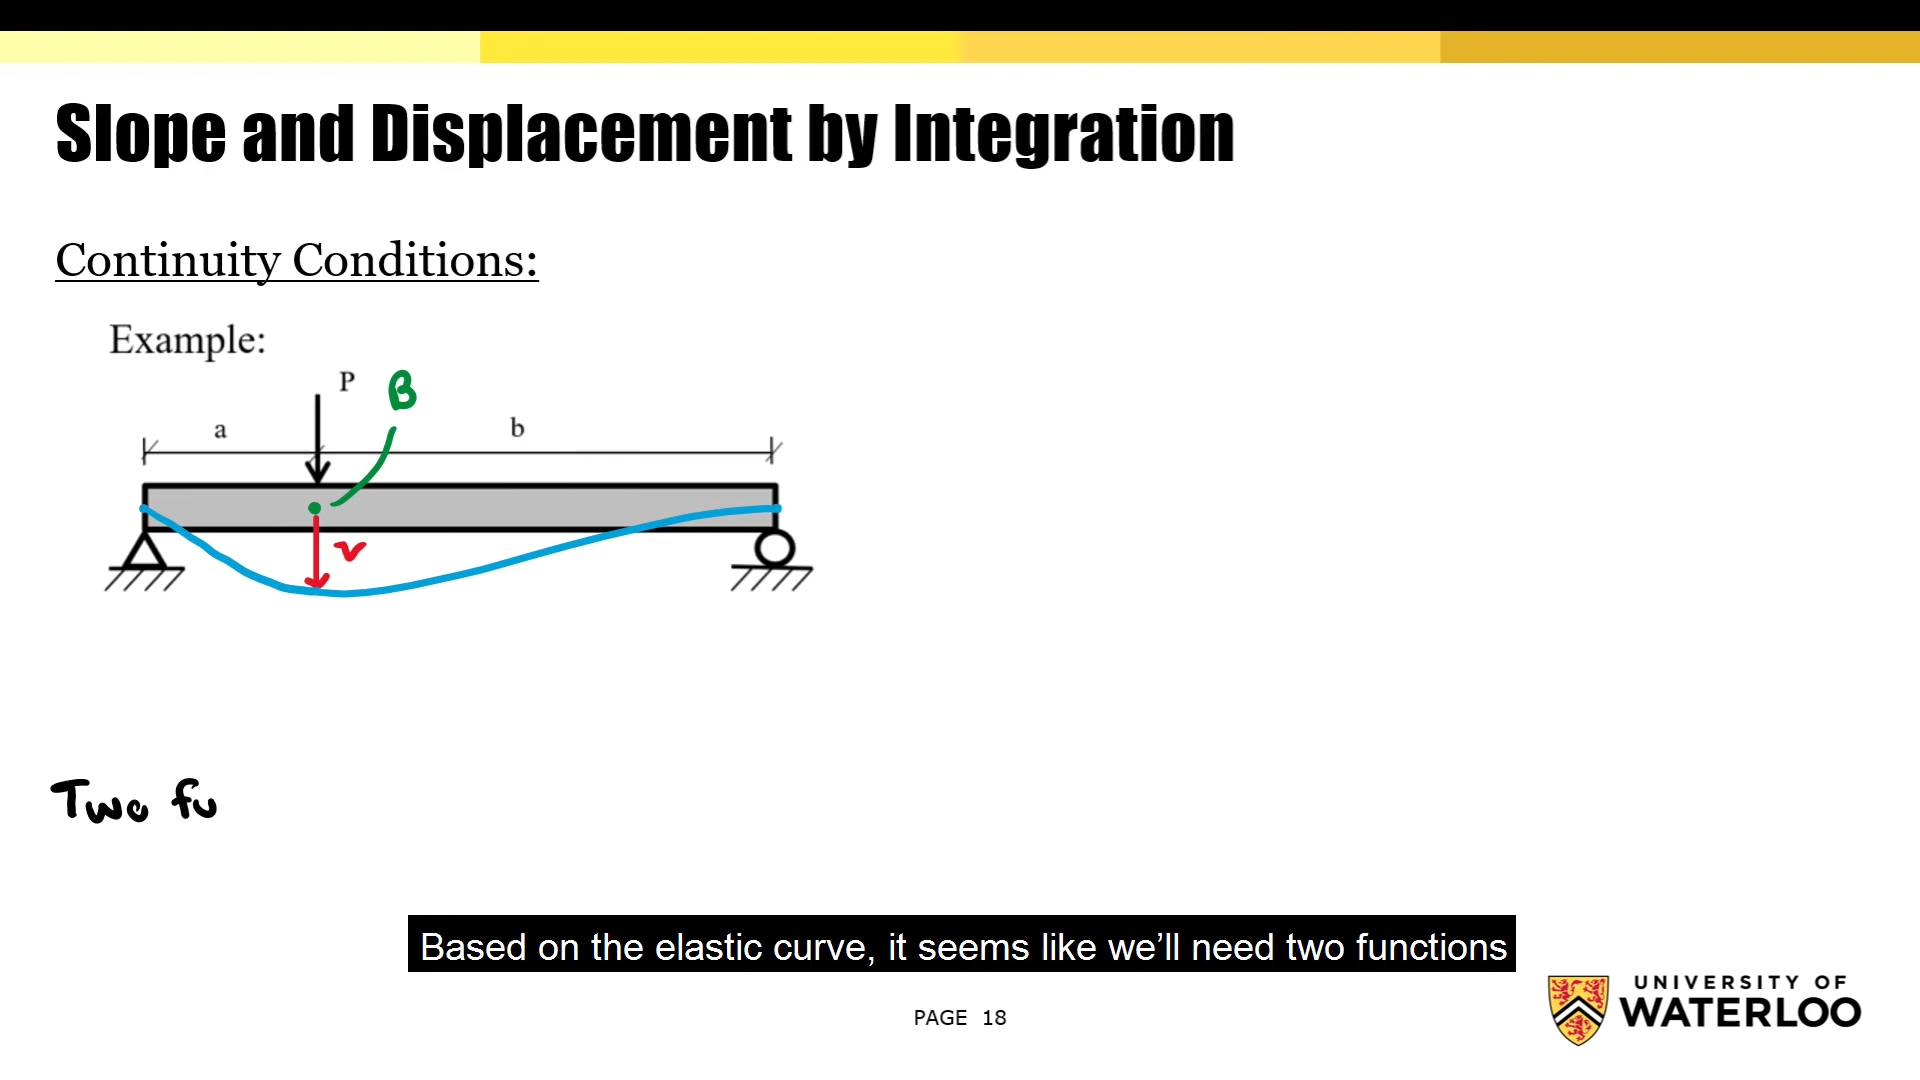 Slope and Displacement by Integration
Continuity Conditions:
Example:
P B
a b
v
Two fu
Based on the elastic curve, it seems like we’ll need two functions
PAGE 18
UNIVERSITY OF
WATERLOO